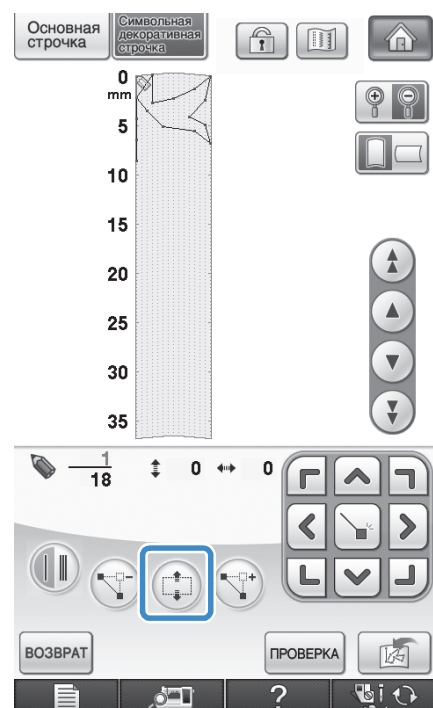 Основная
строчка
Символьная
декоративная
строчка
0
mm
5
10
15
20
25
30
35
1
18
0
0
ВОЗВРАТ
ПРОВЕРКА
?